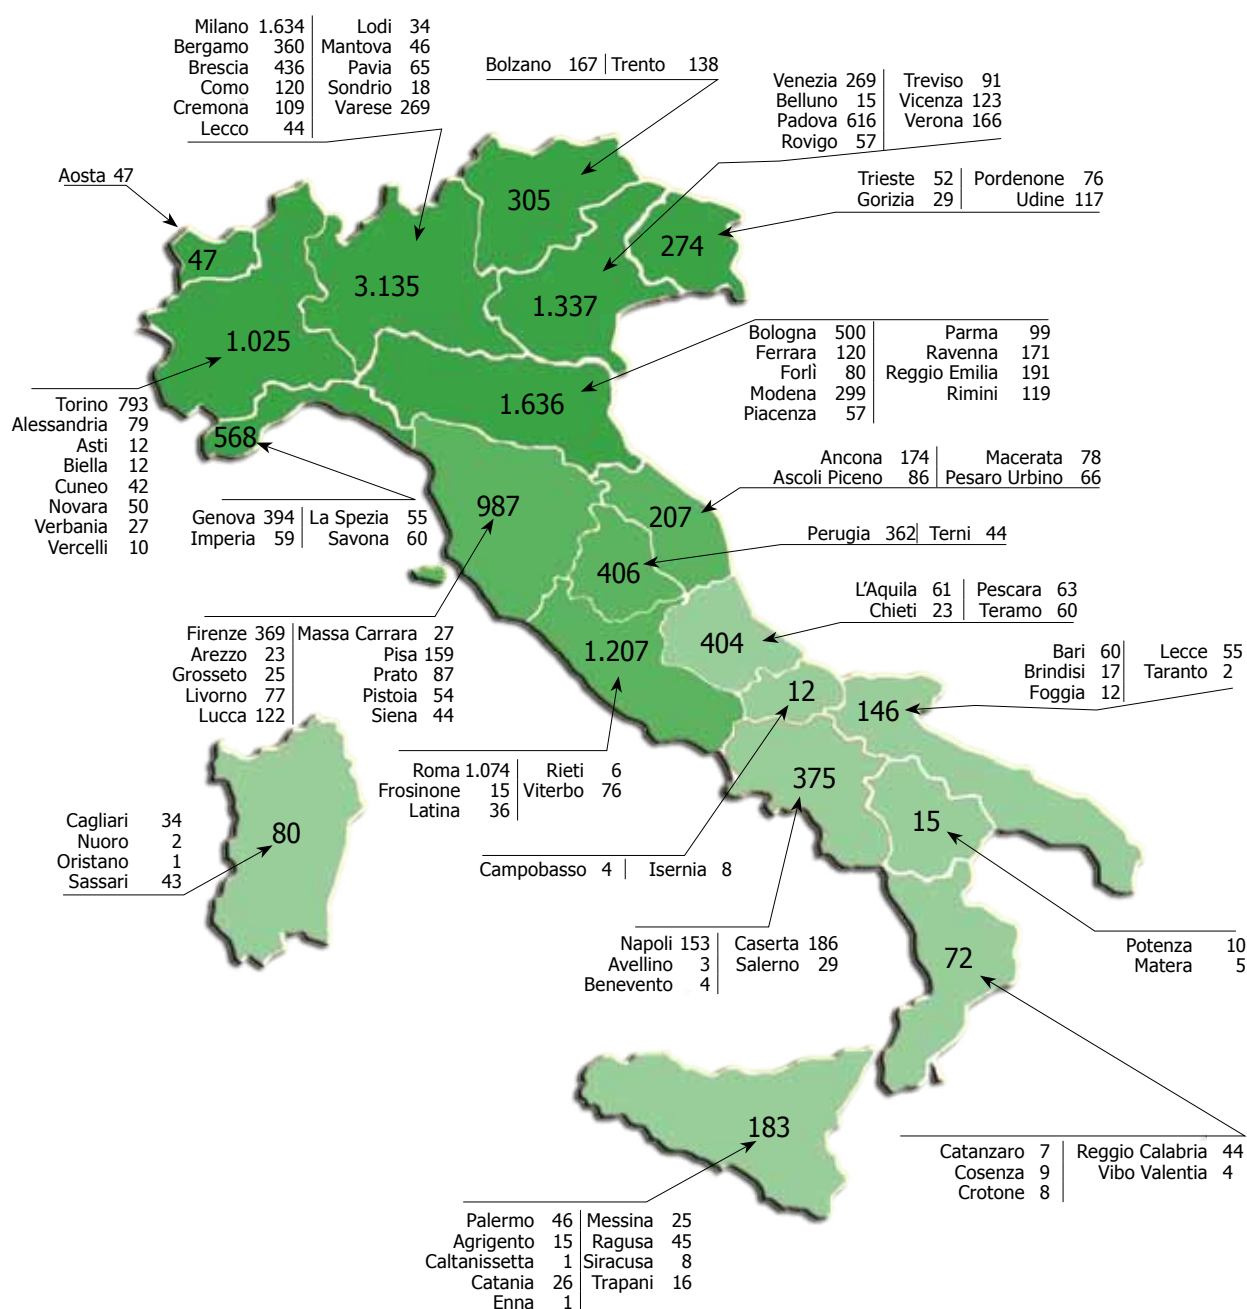 Milano 1.634 Lodi 34
Bergamo 360 Mantova 46
Brescia 436 Pavia 65
Como 120 Sondrio 18
Cremona 109 Varese 269
Lecco 44
Bolzano 167 Trento 138
Venezia 269 Treviso 91
Belluno 15 Vicenza 123
Padova 616 Verona 166
Rovigo 57
Aosta 47
Trieste 52 Pordenone 76
Gorizia 29 Udine 117
305
274
47
3.135
1.337
1.025
Bologna 500 Parma 99
Ferrara 120 Ravenna 171
Forlì 80 Reggio Emilia 191
Modena 299 Rimini 119
Piacenza 57
1.636
568
Torino 793
Alessandria 79
Asti 12
Biella 12
Cuneo 42
Novara 50
Verbania 27
Vercelli 10
Genova 394 La Spezia 55
Imperia 59 Savona 60
987
Ancona 174 Macerata 78
Ascoli Piceno 86 Pesaro Urbino 66
207
Perugia 362 Terni 44
406
L'Aquila 61 Pescara 63
Chieti 23 Teramo 60
404
1.207
Firenze 369 Massa Carrara 27
Arezzo 23 Pisa 159
Grosseto 25 Prato 87
Livorno 77 Pistoia 54
Lucca 122 Siena 44
Bari 60 Lecce 55
Brindisi 17 Taranto 2
Foggia 12
12
146
Roma 1.074 Rieti 6
Frosinone 15 Viterbo 76
Latina 36
375
15
Cagliari 34
Nuoro 2
Oristano 1
Sassari 43
80
Campobasso 4 Isernia 8
Napoli 153 Caserta 186
Avellino 3 Salerno 29
Benevento 4
Potenza 10
Matera 5
72
183
Catanzaro 7 Reggio Calabria 44
Cosenza 9 Vibo Valentia 4
Crotone 8
Palermo 46 Messina 25
Agrigento 15 Ragusa 45
Caltanissetta 1 Siracusa 8
Catania 26 Trapani 16
Enna 1